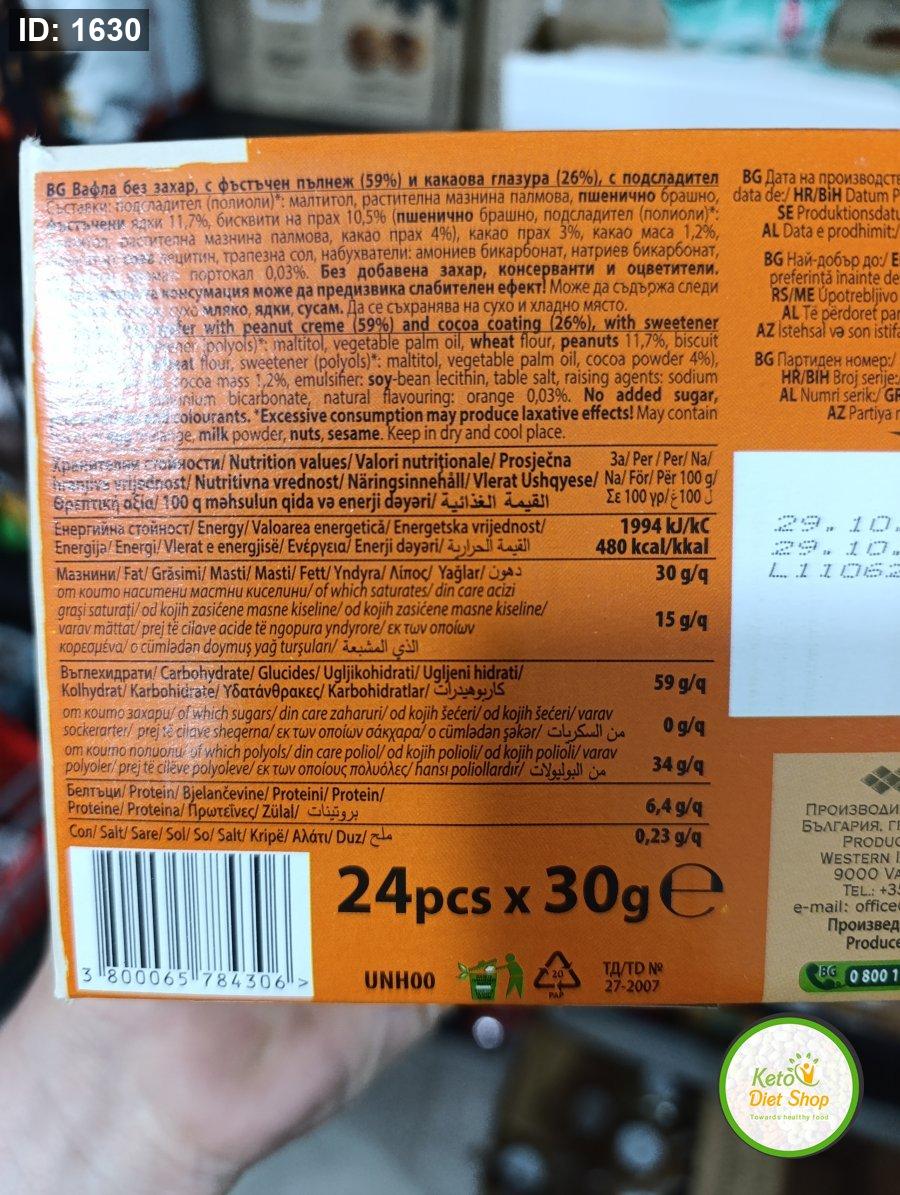 ID: 1630
BG Вафла без захар, с фъстъчен пълнеж (59%) и какаова глазура (26%), с подсладител
Съставки: подсладител (полиоли)*: малтитол, растителна мазнина палмова, пшенично брашно,
фъстъчени ядки 11,7%, бисквити на прах 10,5% (пшенично брашно, подсладител (полиоли)*:
растителна мазнина палмова, какао прах 4%), какао прах 3%, какао маса 1,2%,
лецитин, трапезна сол, набухватели: амониев бикарбонат, натриев бикарбонат,
портокал 0,03%. Без добавена захар, консерванти и оцветители.
консумация може да предизвика слабителен ефект! Може да съдържа следи
сухо мляко, ядки, сусам. Да се съхранява на сухо и хладно място.
with peanut creme (59%) and cocoa coating (26%), with sweetener
polyols)*: maltitol, vegetable palm oil, wheat flour, peanuts 11,7%, biscuit
flour, sweetener (polyols)*: maltitol, vegetable palm oil, cocoa powder 4%),
cocoa mass 1,2%, emulsifier: soy-bean lecithin, table salt, raising agents: sodium
bicarbonate, natural flavouring: orange 0,03%. No added sugar,
colourants. *Excessive consumption may produce laxative effects! May contain
milk powder, nuts, sesame. Keep in dry and cool place.
Хранителни стойности/ Nutrition values/ Valori nutriţionale/ Prosječna
hranjiva vrijednost/ Nutritivna vrednost/ Näringsinnehåll/ Vlerat Ushqyese/
Θρεπτική αξία/ 100 q məhsulun qida və enerji dəyəri/ القيمة الغذائية
За/ Per / Per/ Na/
Na/ För/ Për 100 g/
Σε 100 γρ/ غ 100 لـ
Енергийна стойност/ Energy/ Valoarea energetică/ Energetska vrijednost/
Energija/ Energi/ Vlerat e energjisë/ Ενέργεια/ Enerji dəyəri/ القيمة الحرارية
1994 kJ/kC
480 kcal/kkal
Мазнини/ Fat/ Grăsimi/ Masti/ Masti/ Fett/ Yndyra/ Λίπος/ Yağlar/ دهون
30 g/q
от които наситени мастни киселини/ of which saturates/ din care acizi
graşi saturaţi/ od kojih zasićene masne kiseline/ od kojih zasićene masne kiseline/
varav mättat/ prej të cilave acide të ngopura yndyrore/ εκ των οποίων
κορεσμένα/ o cümlədən doymuş yağ turşuları/ الذي المشبعة
15 g/q
Въглехидрати/ Carbohydrate/ Glucides/ Ugljikohidrati/ Ugljeni hidrati/
Kolhydrat/ Karbohidrate/ Υδατάνθρακες/ Karbohidratlar/ كاربوهيدرات
59 g/q
от които захари/ of which sugars/ din care zaharuri/ od kojih šećeri/ od kojih šećeri/ varav
sockerarter/ prej të cilave sheqerna/ εκ των οποίων σάκχαρα/ o cümlədən şəkər/ من السكريات
0 g/q
от които полиоли/ of which polyols/ din care poliol/ od kojih polioli/ od kojih polioli/ varav
polyoler/ prej të cilëve polyoleve/ εκ των οποίους πολυόλες/ hansı poliollardır/ من البوليولات
34 g/q
Белтъци/ Protein/ Bjelančevine/ Proteini/ Protein/
Proteine/ Proteina/ Πρωτεΐνες/ Zülal/ بروتينات
6,4 g/q
Сол/ Salt/ Sare/ Sol/ So/ Salt/ Kripë/ Αλάτι/ Duz/ ملح
0,23 g/q
24pcs x 30g e
3 800065 784306 >
UNH00
20
PAP
ТД/TD №
27-2007
BG Дата на производств
data de:/ HR/BiH Datum P
SE Produktionsdatu
AL Data e prodhimit:/
BG Най-добър до:/
preferinţă înainte de
RS/ME Upotrebljivo
AL Të përdoret par
AZ İstehsal və son istifa
BG Партиден номер:/
HR/BIH Broj serije:
AL Numri serik:/ GR
AZ Partiya
29. 10.
29. 10.
L11062
Производи
България, Г
Produc
Western
9000 Va
Tel.: +35
e-mail: office
Произвед
Produce
BG 0 800 1
Keto
Diet Shop
Towards healthy food